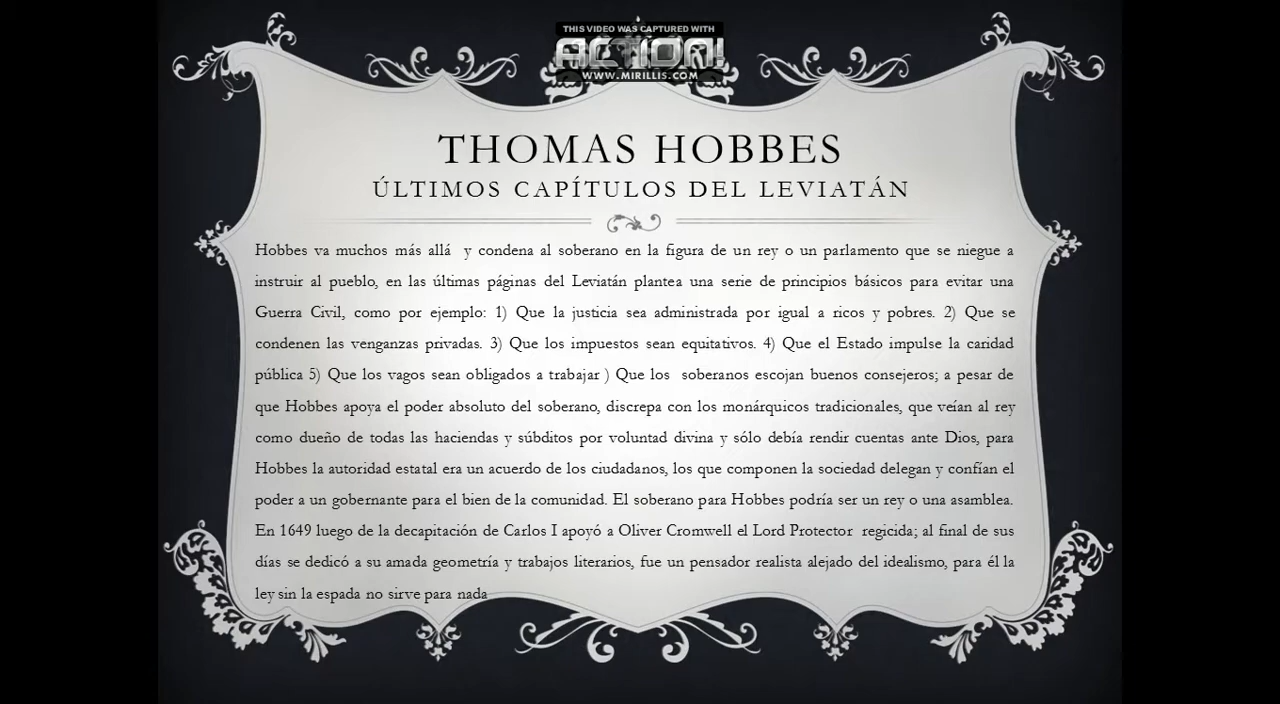 THIS VIDEO WAS CAPTURED WITH
ACTION!
WWW.MIRILLIS.COM
THOMAS HOBBES
ÚLTIMOS CAPÍTULOS DEL LEVIATÁN
Hobbes va muchos más allá  y condena al soberano en la figura de un rey o un parlamento que se niegue a
instruir al pueblo, en las últimas páginas del Leviatán plantea una serie de principios básicos para evitar una
Guerra Civil, como por ejemplo: 1) Que la justicia sea administrada por igual a ricos y pobres. 2) Que se
condenen las venganzas privadas. 3) Que los impuestos sean equitativos. 4) Que el Estado impulse la caridad
pública 5) Que los vagos sean obligados a trabajar ) Que los  soberanos escojan buenos consejeros; a pesar de
que Hobbes apoya el poder absoluto del soberano, discrepa con los monárquicos tradicionales, que veían al rey
como dueño de todas las haciendas y súbditos por voluntad divina y sólo debía rendir cuentas ante Dios, para
Hobbes la autoridad estatal era un acuerdo de los ciudadanos, los que componen la sociedad delegan y confían el
poder a un gobernante para el bien de la comunidad. El soberano para Hobbes podría ser un rey o una asamblea.
En 1649 luego de la decapitación de Carlos I apoyó a Oliver Cromwell el Lord Protector  regicida; al final de sus
días se dedicó a su amada geometría y trabajos literarios, fue un pensador realista alejado del idealismo, para él la
ley sin la espada no sirve para nada